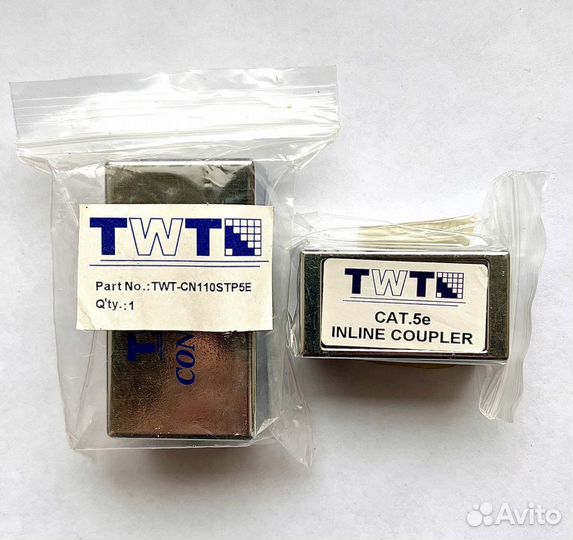 TWT
Part No.:TWT-CN110STP5E
Q'ty.:1
T
CON
TWT
CAT.5e
INLINE COUPLER
Avito